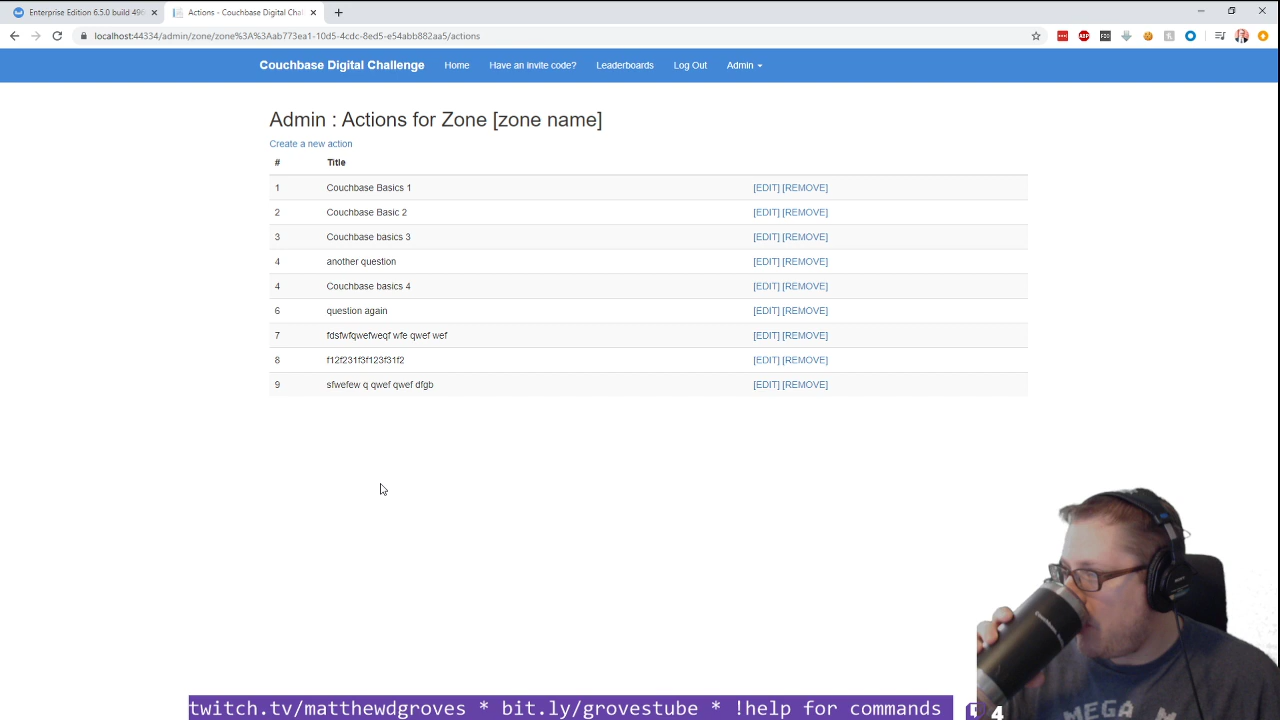 Enterprise Edition 6.5.0 build 496
Actions - Couchbase Digital Chal
localhost:44334/admin/zone/zone%3A%3Aab773ea1-10d5-4cdc-8ed5-e54abb882aa5/actions
ABP
Couchbase Digital Challenge
Home
Have an invite code?
Leaderboards
Log Out
Admin
Admin : Actions for Zone [zone name]
Create a new action
# Title
1 Couchbase Basics 1 [EDIT] [REMOVE]
2 Couchbase Basic 2 [EDIT] [REMOVE]
3 Couchbase basics 3 [EDIT] [REMOVE]
4 another question [EDIT] [REMOVE]
4 Couchbase basics 4 [EDIT] [REMOVE]
6 question again [EDIT] [REMOVE]
7 fdsfwfqwefweqf wfe qwef wef [EDIT] [REMOVE]
8 f12f231f3f123f31f2 [EDIT] [REMOVE]
9 sfwefew q qwef qwef dfgb [EDIT] [REMOVE]
MEGA M
twitch.tv/matthewdgroves * bit.ly/grovestube * !help for commands
4